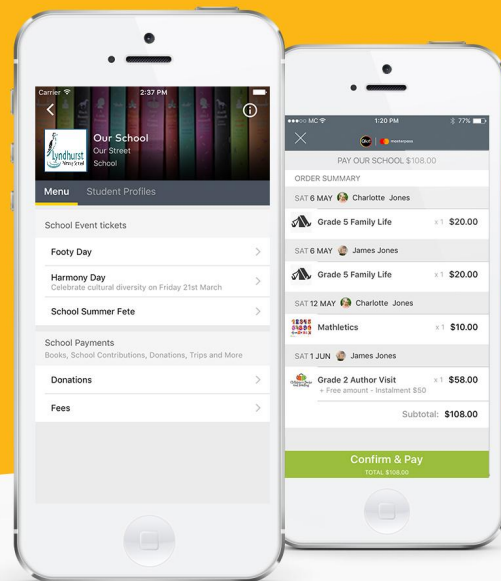 Carrier 2:37 PM
Lyndhurst
Primary School
Our School
Our Street
School
Menu Student Profiles
School Event tickets
Footy Day
Harmony Day
Celebrate cultural diversity on Friday 21st March
School Summer Fete
School Payments
Books, School Contributions, Donations, Trips and More
Donations
Fees
MC 1:20 PM 77%
Qkr! masterpass
PAY OUR SCHOOL $108.00
ORDER SUMMARY
SAT 6 MAY Charlotte Jones
Grade 5 Family Life x 1 $20.00
SAT 6 MAY James Jones
Grade 5 Family Life x 1 $20.00
SAT 12 MAY Charlotte Jones
Mathletics x 1 $10.00
SAT 1 JUN James Jones
Grade 2 Author Visit x 1 $58.00
+ Free amount - Instalment $50
Subtotal: $108.00
Confirm & Pay
TOTAL $108.00